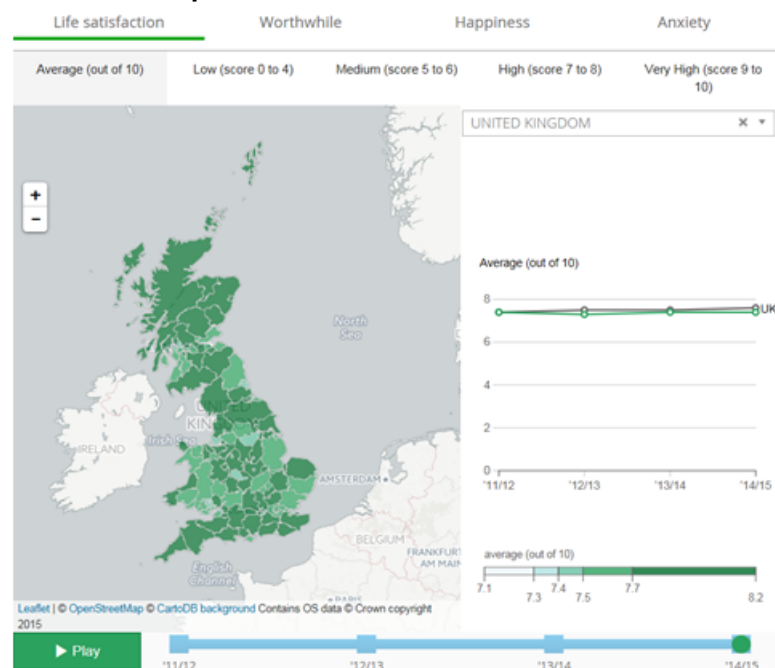 Life satisfaction Worthwhile Happiness Anxiety
Average (out of 10) Low (score 0 to 4) Medium (score 5 to 6) High (score 7 to 8) Very High (score 9 to
10)
UNITED KINGDOM
+
−
Average (out of 10)
8
UK
North
Sea
6
4
UNITED
KIN
Irish Sea
IRELAND
2
AMSTERDAM
0
'11/12 '12/13 '13/14 '14/15
BELGIUM
FRANKFURT
AM MAIN
English
Channel
average (out of 10)
7.1 7.4 7.7
7.3 7.5 8.2
PARIS
Leaflet | © OpenStreetMap © CartoDB background Contains OS data © Crown copyright
2015
Play
'11/12 '12/13 '13/14 '14/15